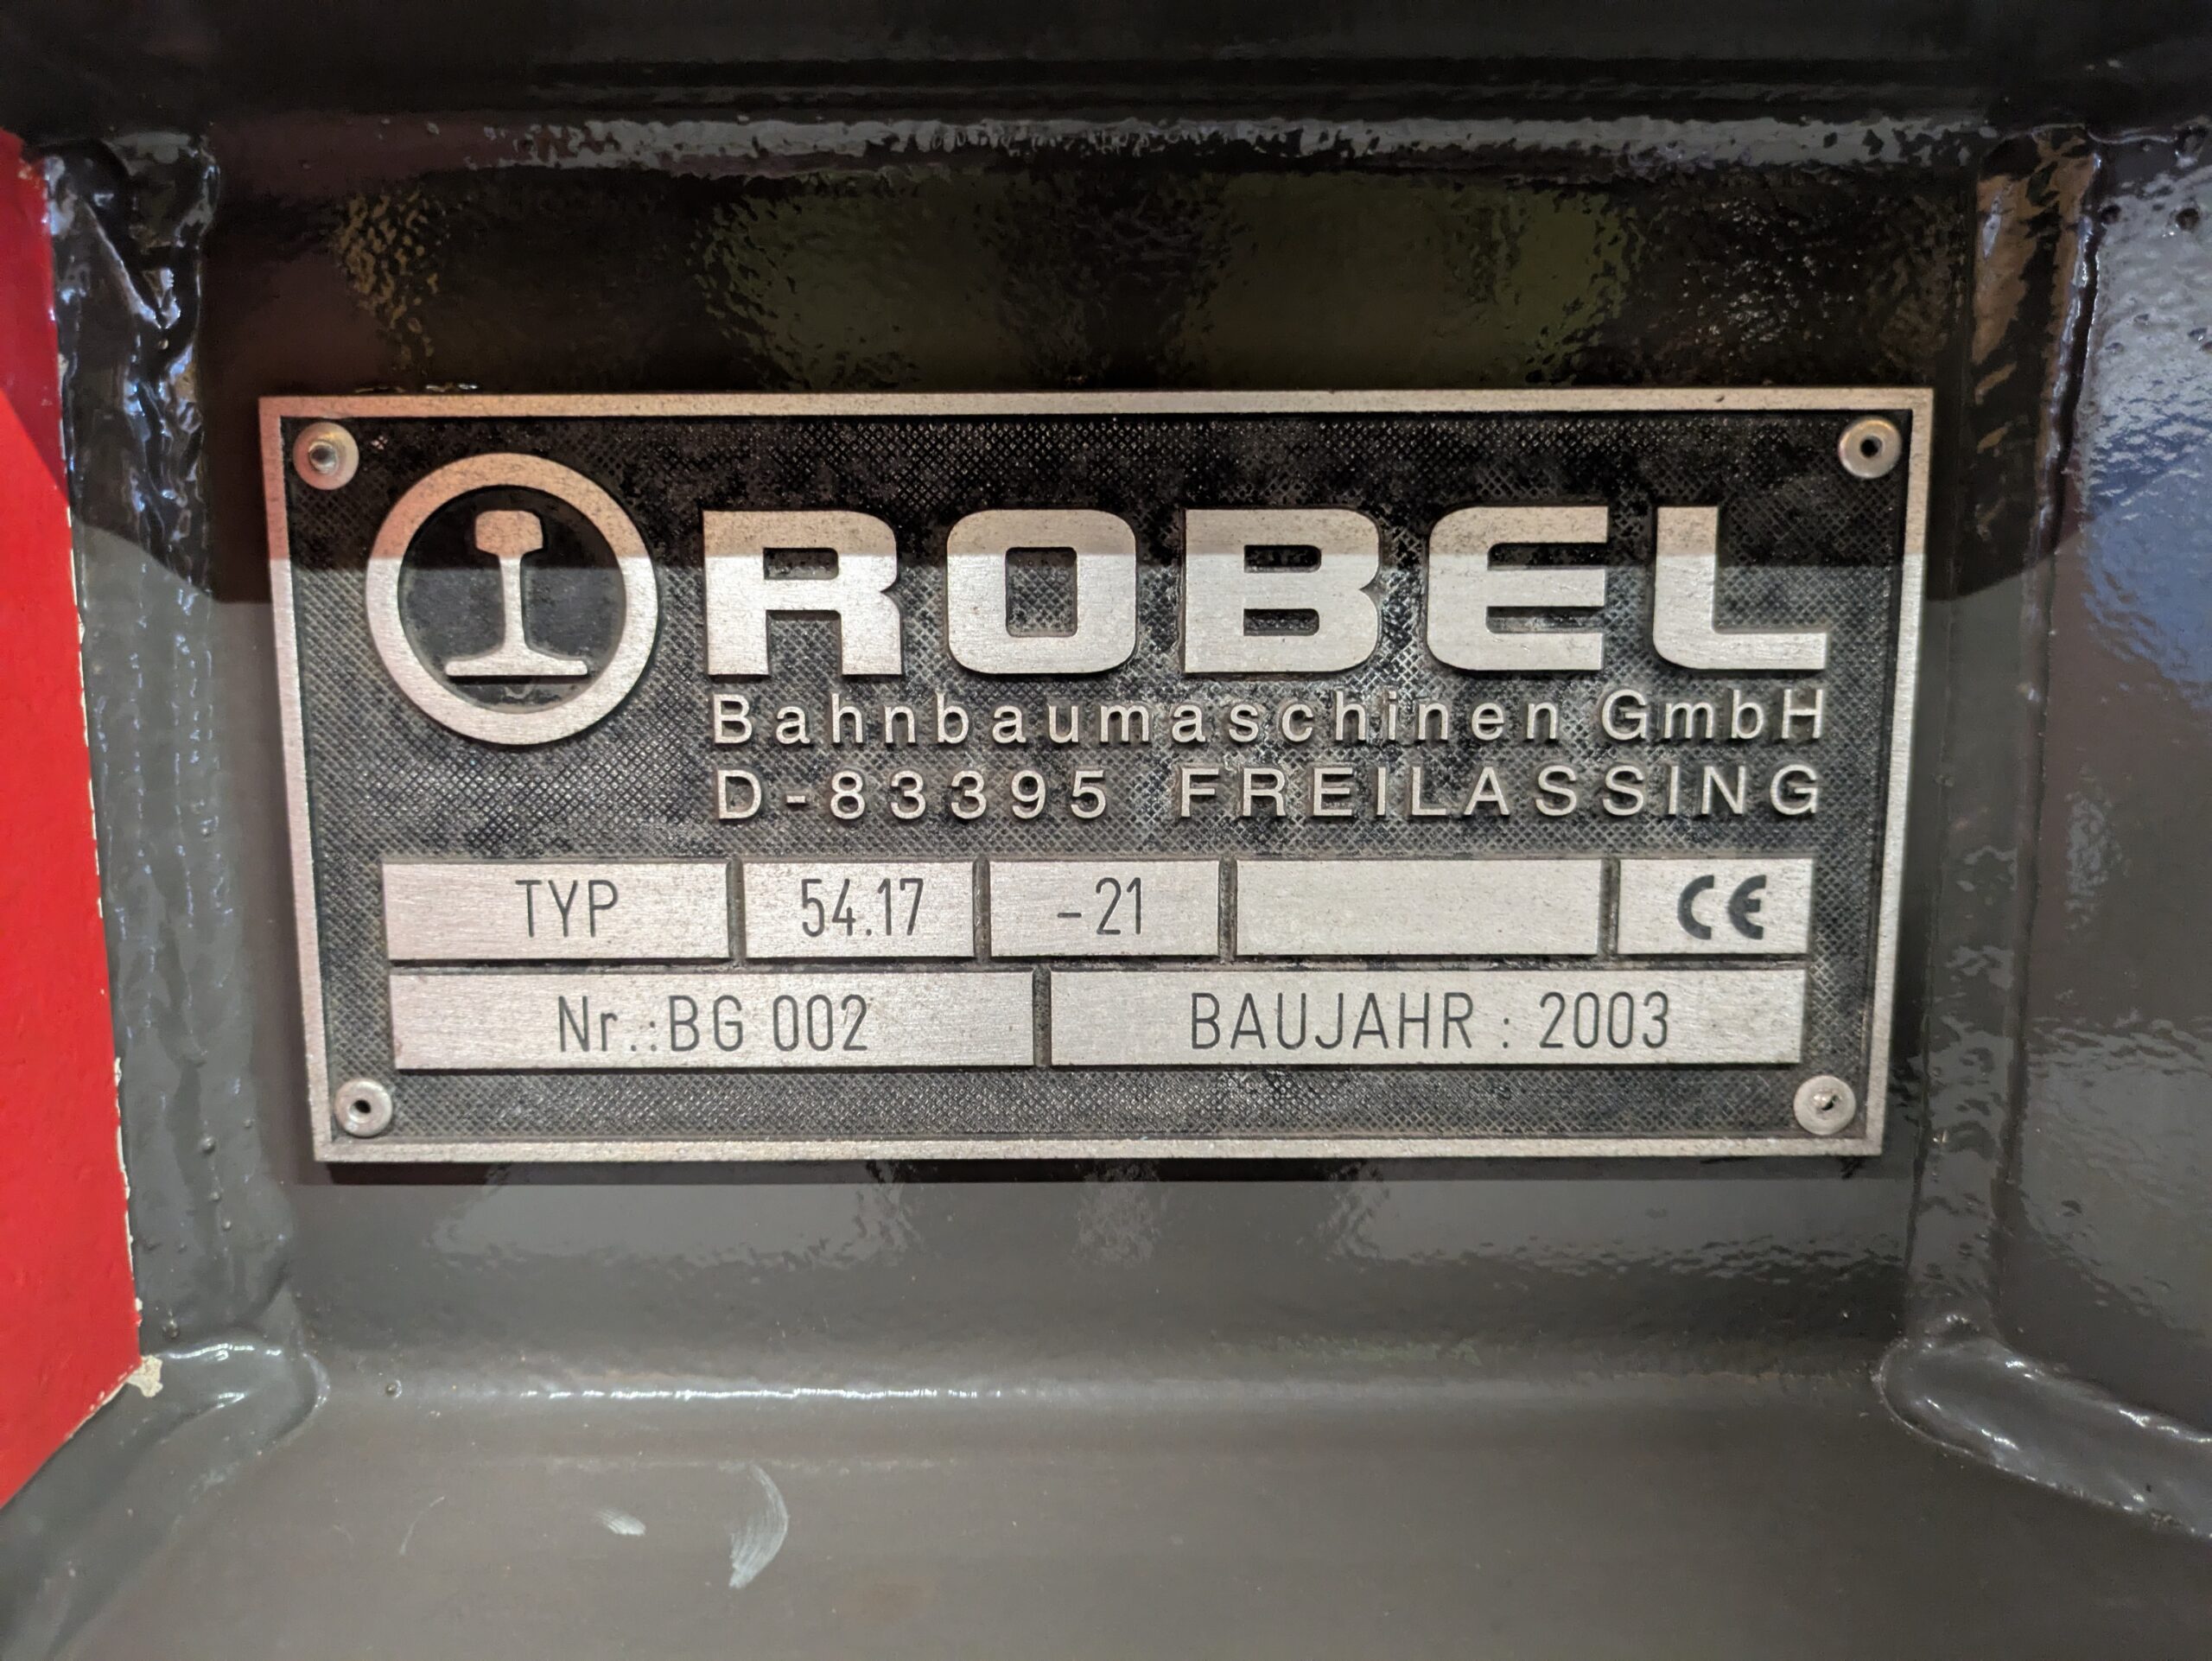 ROBEL
Bahnbaumaschinen GmbH
D-83395 FREILASSING
TYP 54.17 -21 CE
Nr.:BG 002 BAUJAHR : 2003